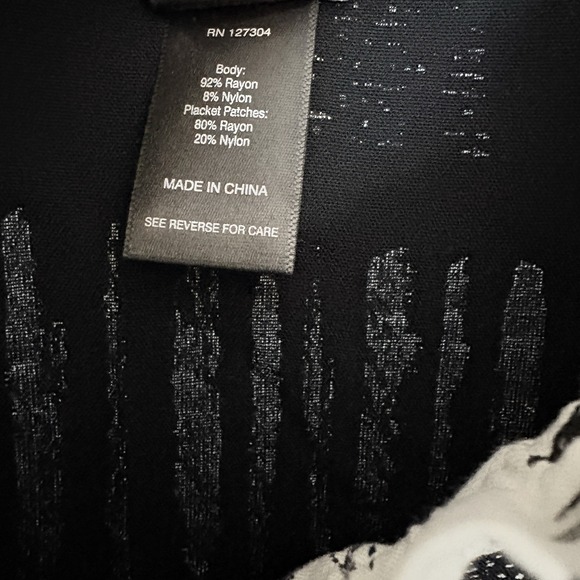 RN 127304
Body:
92% Rayon
8% Nylon
Placket Patches:
80% Rayon
20% Nylon
MADE IN CHINA
SEE REVERSE FOR CARE